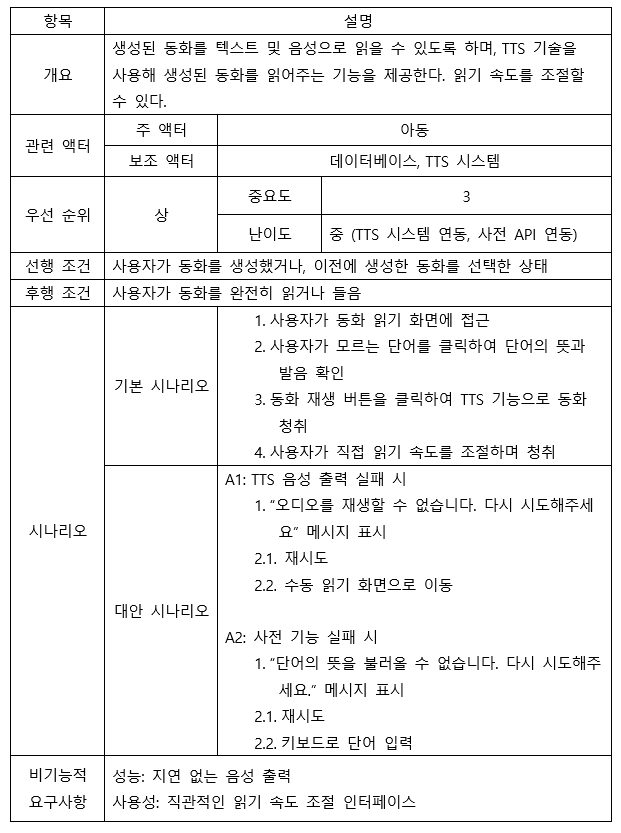 항목 설명
개요
생성된 동화를 텍스트 및 음성으로 읽을 수 있도록 하며, TTS 기술을
사용해 생성된 동화를 읽어주는 기능을 제공한다. 읽기 속도를 조절할
수 있다.
관련 액터
주 액터 아동
보조 액터 데이터베이스, TTS 시스템
우선 순위 상
중요도 3
난이도 중 (TTS 시스템 연동, 사전 API 연동)
선행 조건 사용자가 동화를 생성했거나, 이전에 생성한 동화를 선택한 상태
후행 조건 사용자가 동화를 완전히 읽거나 들음
시나리오
기본 시나리오
1. 사용자가 동화 읽기 화면에 접근
2. 사용자가 모르는 단어를 클릭하여 단어의 뜻과
발음 확인
3. 동화 재생 버튼을 클릭하여 TTS 기능으로 동화
청취
4. 사용자가 직접 읽기 속도를 조절하며 청취
대안 시나리오
A1: TTS 음성 출력 실패 시
1. “오디오를 재생할 수 없습니다. 다시 시도해주세
요” 메시지 표시
2.1. 재시도
2.2. 수동 읽기 화면으로 이동
A2: 사전 기능 실패 시
1. “단어의 뜻을 불러올 수 없습니다. 다시 시도해주
세요.” 메시지 표시
2.1. 재시도
2.2. 키보드로 단어 입력
비기능적
요구사항
성능: 지연 없는 음성 출력
사용성: 직관적인 읽기 속도 조절 인터페이스